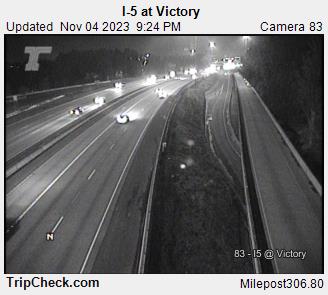 I-5 at Victory
Updated Nov 04 2023 9:24 PM Camera 83
T
N
83 - I5 @ Victory
TripCheck.com Milepost306.80